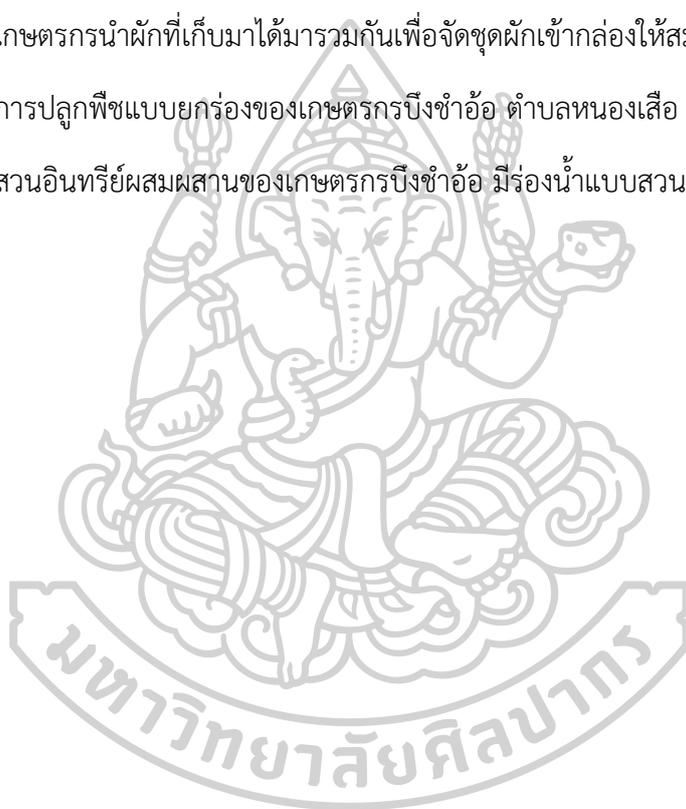 เกษตรกรนำผักที่เก็บมาได้มารวมกันเพื่อจัดชุดผักเข้ากล่องให้
การปลูกพืชแบบยกร่องของเกษตรกรบึงชำอ้อ ตำบลหนองเสือ
สวนอินทรีย์ผสมผสานของเกษตรกรบึงชำอ้อ มีร่องน้ำแบบสวน
มหาวิทยาลัยศิลปากร